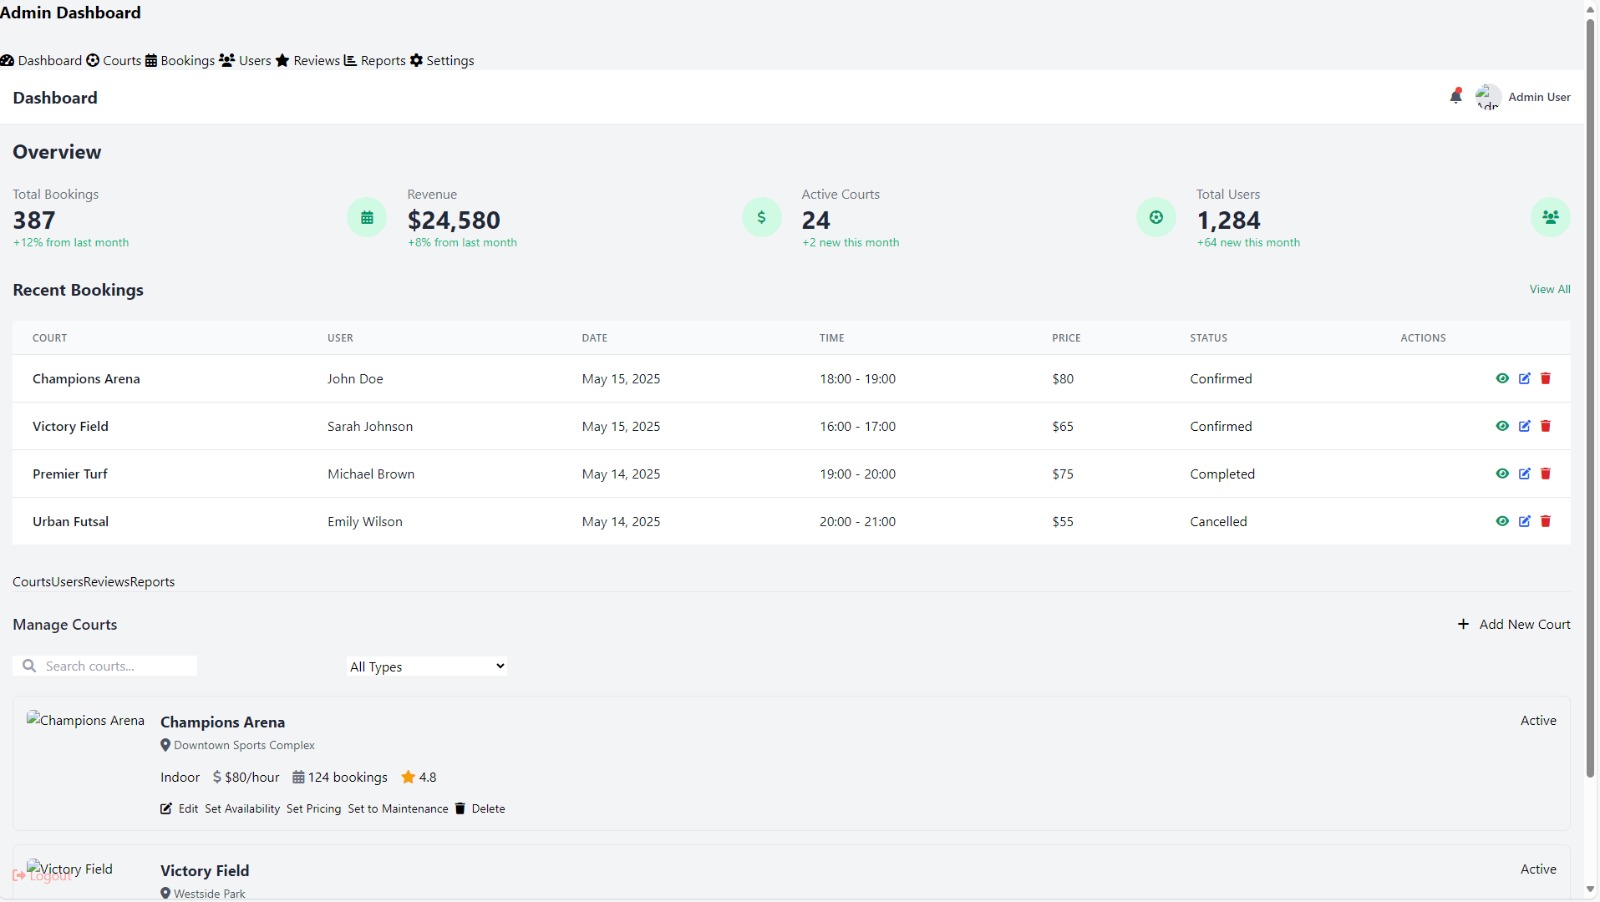 Admin Dashboard
Dashboard Courts Bookings Users Reviews Reports Settings
Dashboard
Admin User
Overview
Total Bookings
387
+12% from last month
Revenue
$24,580
+8% from last month
Active Courts
24
+2 new this month
Total Users
1,284
+64 new this month
Recent Bookings
View All
COURT USER DATE TIME PRICE STATUS ACTIONS
Champions Arena John Doe May 15, 2025 18:00 - 19:00 $80 Confirmed
Victory Field Sarah Johnson May 15, 2025 16:00 - 17:00 $65 Confirmed
Premier Turf Michael Brown May 14, 2025 19:00 - 20:00 $75 Completed
Urban Futsal Emily Wilson May 14, 2025 20:00 - 21:00 $55 Cancelled
CourtsUsersReviewsReports
Manage Courts
+ Add New Court
Search courts...
All Types
Champions Arena
Champions Arena
Active
Downtown Sports Complex
Indoor $ $80/hour 124 bookings 4.8
Edit Set Availability Set Pricing Set to Maintenance Delete
Victory Field
Victory Field
Active
Logout
Westside Park